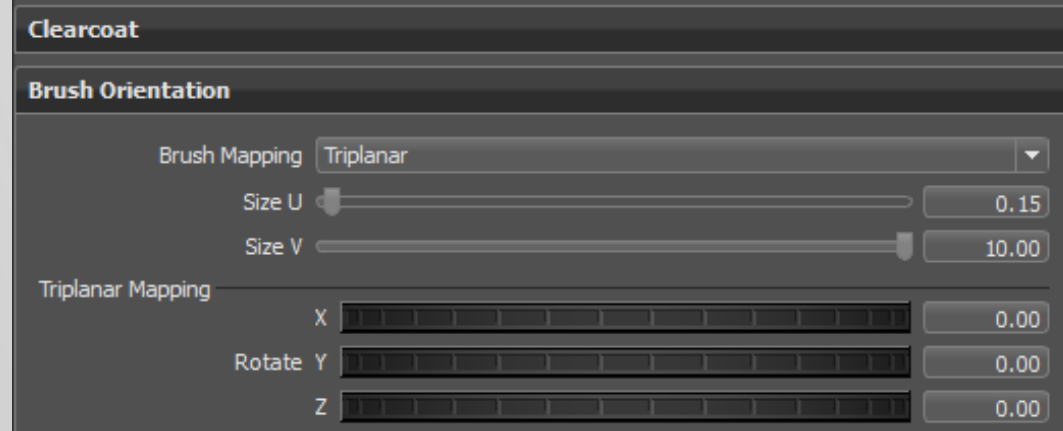 Clearcoat
Brush Orientation
Brush Mapping Triplanar
Size U 0.15
Size V 10.00
Triplanar Mapping
X 0.00
Rotate Y 0.00
Z 0.00